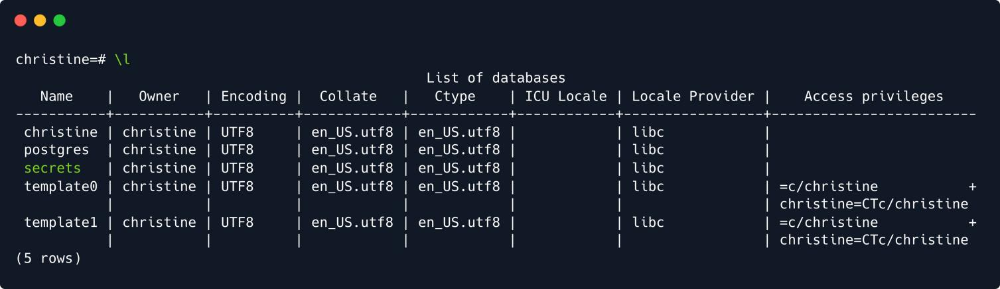 christine=# \l
List of databases
Name | Owner | Encoding | Collate | Ctype | ICU Locale | Locale Provider | Access privileges
-----------+-----------+----------+------------+------------+------------+-----------------+-------------------------
christine | christine | UTF8 | en_US.utf8 | en_US.utf8 | | libc |
postgres | christine | UTF8 | en_US.utf8 | en_US.utf8 | | libc |
secrets | christine | UTF8 | en_US.utf8 | en_US.utf8 | | libc |
template0 | christine | UTF8 | en_US.utf8 | en_US.utf8 | | libc | =c/christine +
| | | | | | | christine=CTc/christine
template1 | christine | UTF8 | en_US.utf8 | en_US.utf8 | | libc | =c/christine +
| | | | | | | christine=CTc/christine
(5 rows)